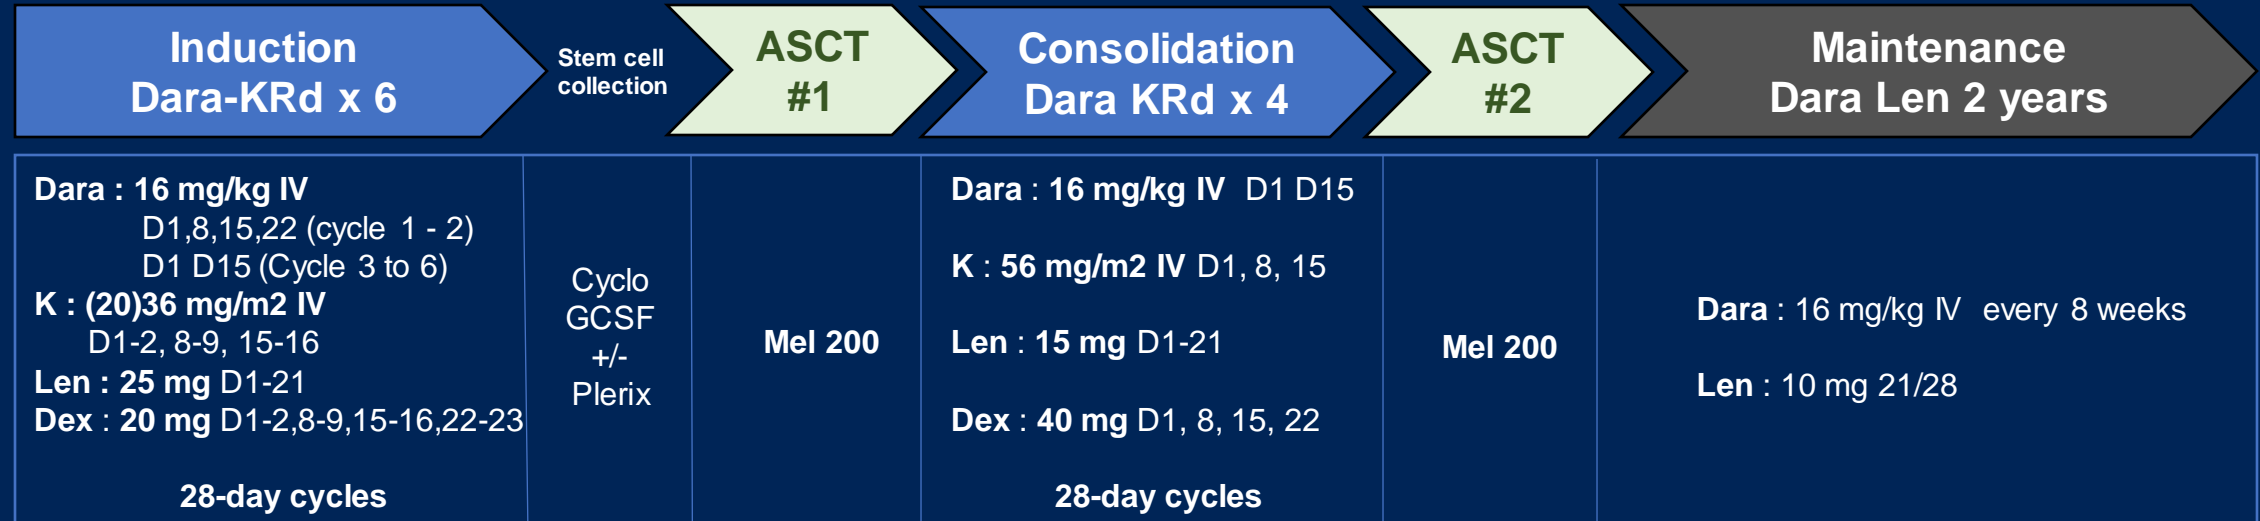 Induction
Dara-KRd x 6
Stem cell
collection
ASCT
#1
Consolidation
Dara KRd x 4
ASCT
#2
Maintenance
Dara Len 2 years
Dara : 16 mg/kg IV
D1,8,15,22 (cycle 1 - 2)
D1 D15 (Cycle 3 to 6)
K : (20)36 mg/m2 IV
D1-2, 8-9, 15-16
Len : 25 mg D1-21
Dex : 20 mg D1-2,8-9,15-16,22-23
28-day cycles
Cyclo
GCSF
+/-
Plerix
Mel 200
Dara : 16 mg/kg IV D1 D15
K : 56 mg/m2 IV D1, 8, 15
Len : 15 mg D1-21
Dex : 40 mg D1, 8, 15, 22
28-day cycles
Mel 200
Dara : 16 mg/kg IV every 8 weeks
Len : 10 mg 21/28